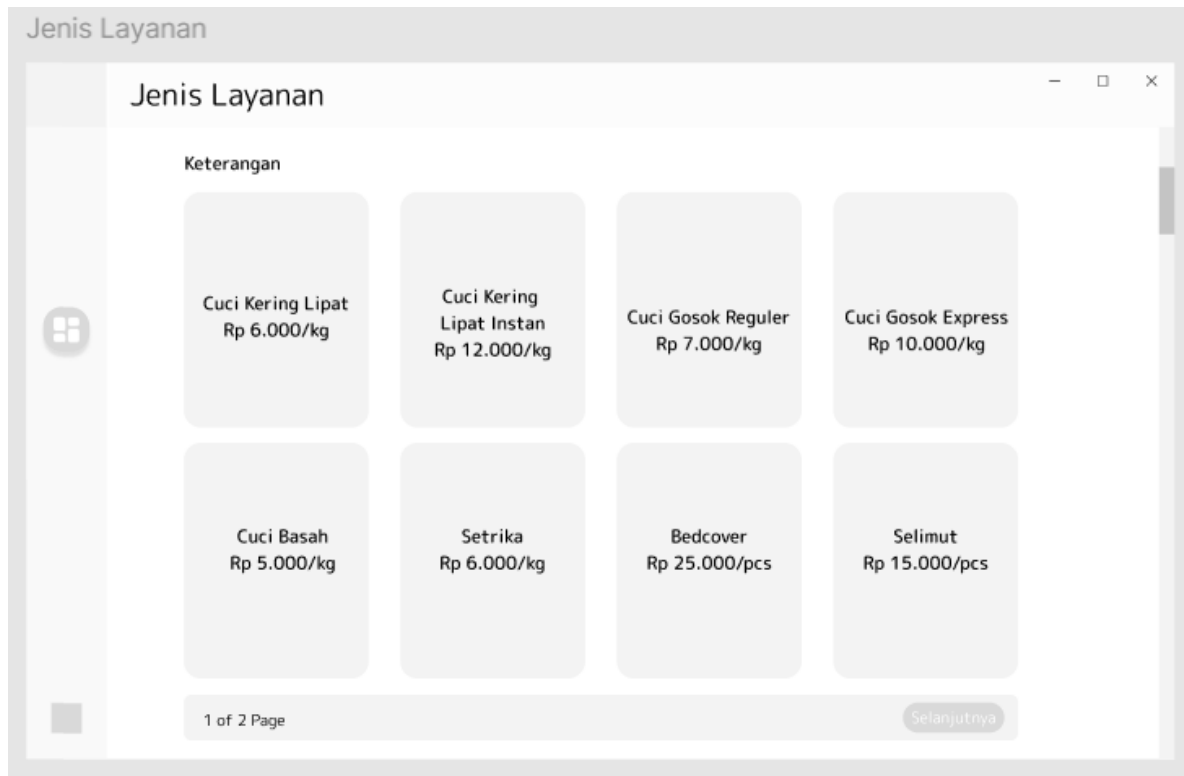 Jenis Layanan
Jenis Layanan
Keterangan
Cuci Kering Lipat
Rp 6.000/kg
Cuci Kering
Lipat Instan
Rp 12.000/kg
Cuci Gosok Reguler
Rp 7.000/kg
Cuci Gosok Express
Rp 10.000/kg
Cuci Basah
Rp 5.000/kg
Setrika
Rp 6.000/kg
Bedcover
Rp 25.000/pcs
Selimut
Rp 15.000/pcs
1 of 2 Page
Selanjutnya